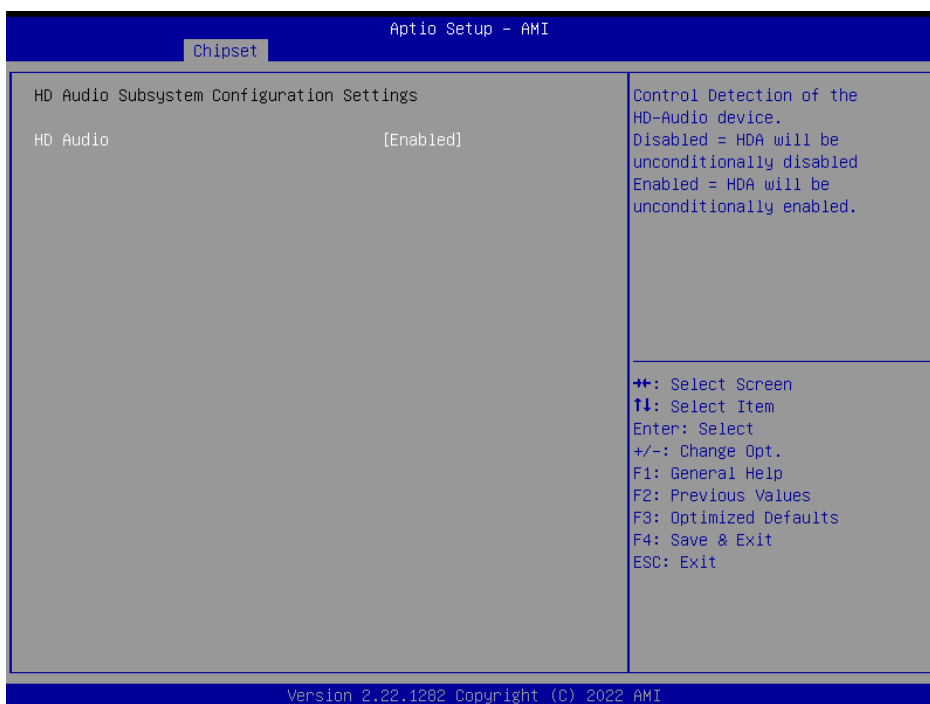 Aptio Setup – AMI
Chipset
HD Audio Subsystem Configuration Settings
HD Audio [Enabled]
Control Detection of the
HD-Audio device.
Disabled = HDA will be
unconditionally disabled
Enabled = HDA will be
unconditionally enabled.
→←: Select Screen
↑↓: Select Item
Enter: Select
+/-: Change Opt.
F1: General Help
F2: Previous Values
F3: Optimized Defaults
F4: Save & Exit
ESC: Exit
Version 2.22.1282 Copyright (C) 2022 AMI